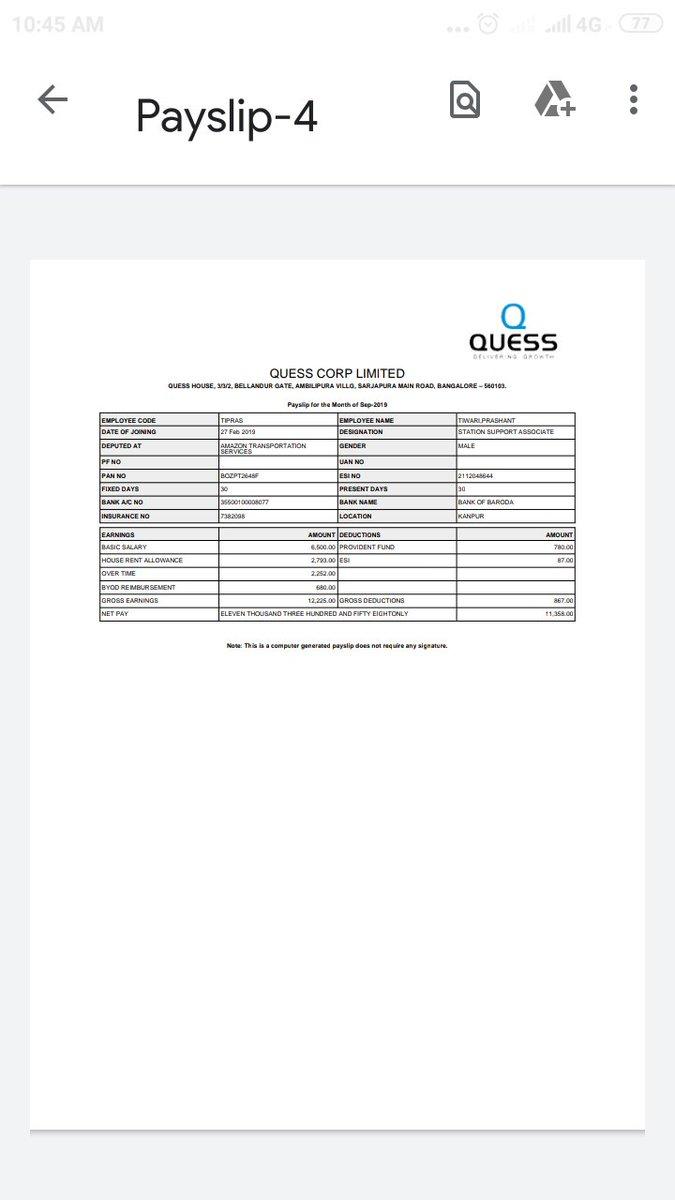 10:45 AM
4G
77
Payslip-4
QUESS
DELIVERING GROWTH
QUESS CORP LIMITED
QUESS HOUSE, 3/3/2, BELLANDUR GATE, AMBILIPURA VILLG, SARJAPURA MAIN ROAD, BANGALORE – 560103.
Payslip for the Month of Sep-2019
EMPLOYEE CODE TIPRAS EMPLOYEE NAME TIWARI,PRASHANT
DATE OF JOINING 27 Feb 2019 DESIGNATION STATION SUPPORT ASSOCIATE
DEPUTED AT AMAZON TRANSPORTATION SERVICES GENDER MALE
PF NO UAN NO
PAN NO BOZPT2648F ESI NO 2112048644
FIXED DAYS 30 PRESENT DAYS 30
BANK A/C NO 35500100008077 BANK NAME BANK OF BARODA
INSURANCE NO 7382098 LOCATION KANPUR
EARNINGS AMOUNT DEDUCTIONS AMOUNT
BASIC SALARY 6,500.00 PROVIDENT FUND 780.00
HOUSE RENT ALLOWANCE 2,793.00 ESI 87.00
OVER TIME 2,252.00
BYOD REIMBURSEMENT 680.00
GROSS EARNINGS 12,225.00 GROSS DEDUCTIONS 867.00
NET PAY ELEVEN THOUSAND THREE HUNDRED AND FIFTY EIGHTONLY 11,358.00
Note: This is a computer generated payslip does not require any signature.